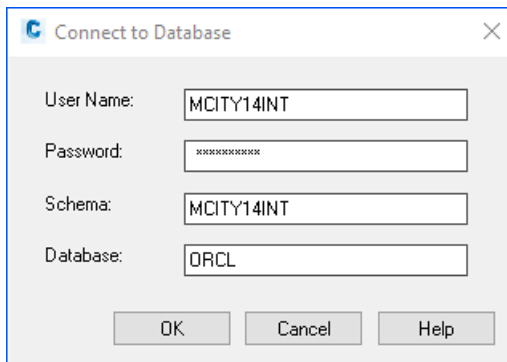 Connect to Database
User Name: MCITY14INT
Password: **********
Schema: MCITY14INT
Database: ORCL
OK Cancel Help